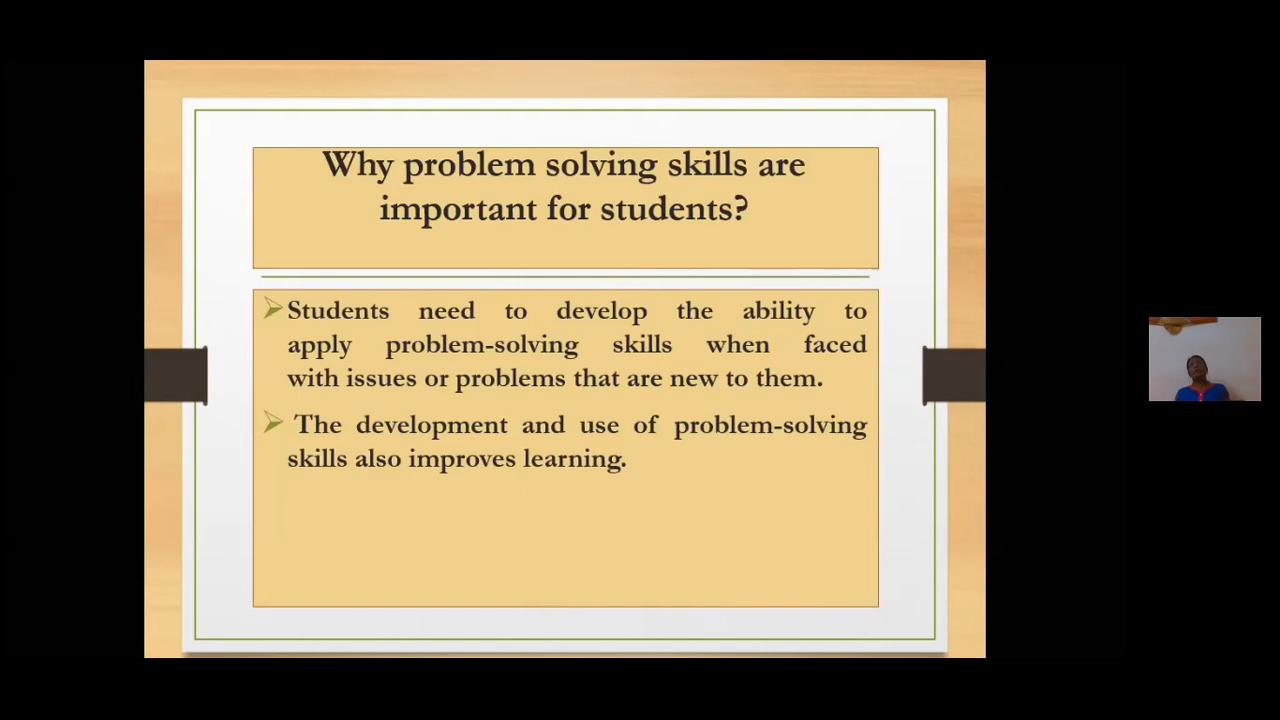 Why problem solving skills are
important for students?
Students need to develop the ability to
apply problem-solving skills when faced
with issues or problems that are new to them.
The development and use of problem-solving
skills also improves learning.